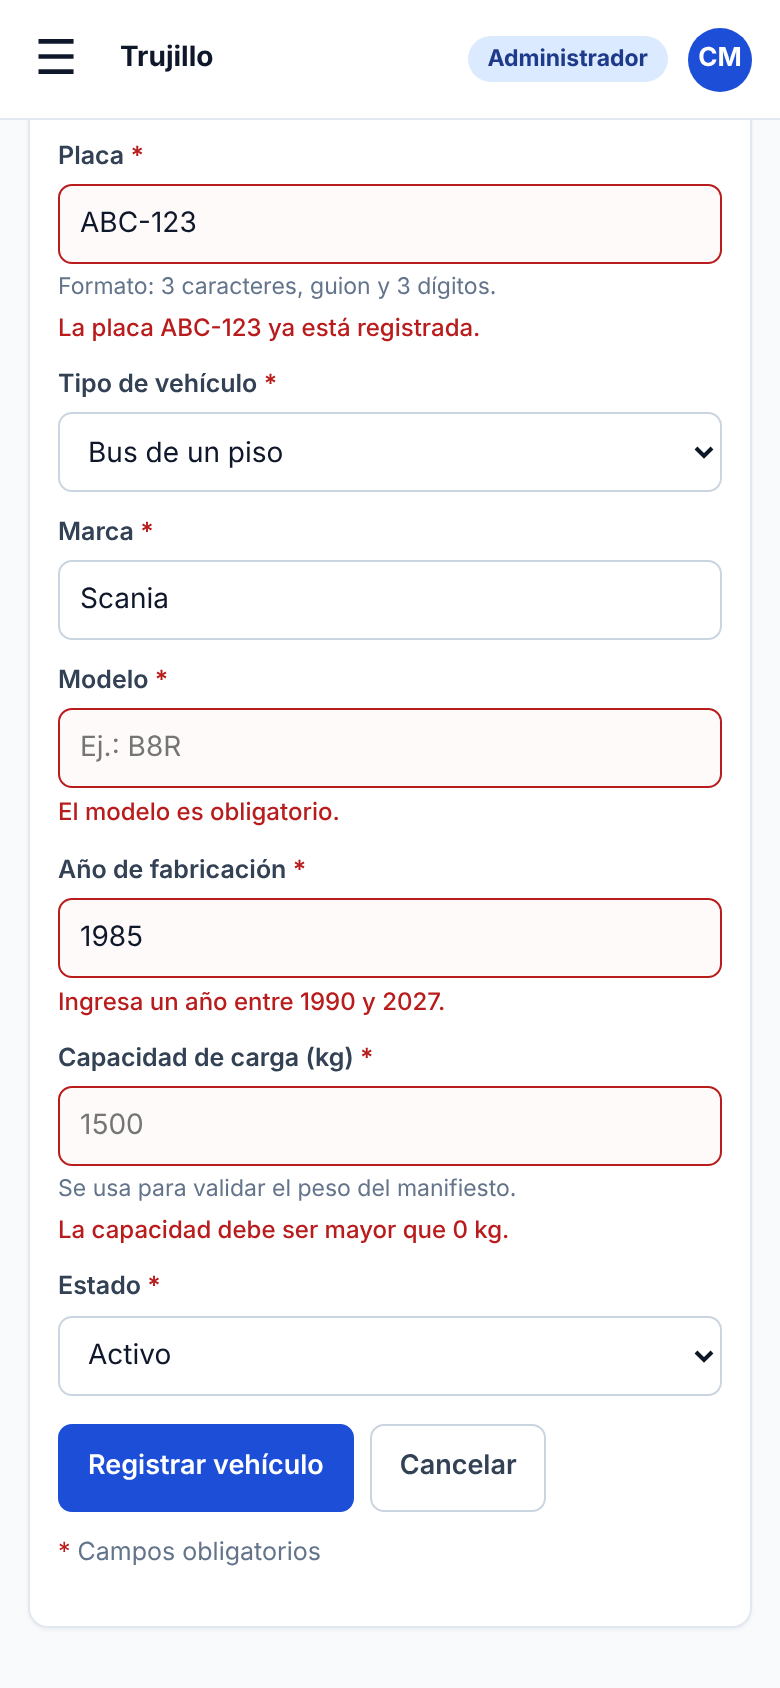 Trujillo
Administrador
CM
Placa *
ABC-123
Formato: 3 caracteres, guion y 3 dígitos.
La placa ABC-123 ya está registrada.
Tipo de vehículo *
Bus de un piso
Marca *
Scania
Modelo *
Ej.: B8R
El modelo es obligatorio.
Año de fabricación *
1985
Ingresa un año entre 1990 y 2027.
Capacidad de carga (kg) *
1500
Se usa para validar el peso del manifiesto.
La capacidad debe ser mayor que 0 kg.
Estado *
Activo
Registrar vehículo
Cancelar
* Campos obligatorios